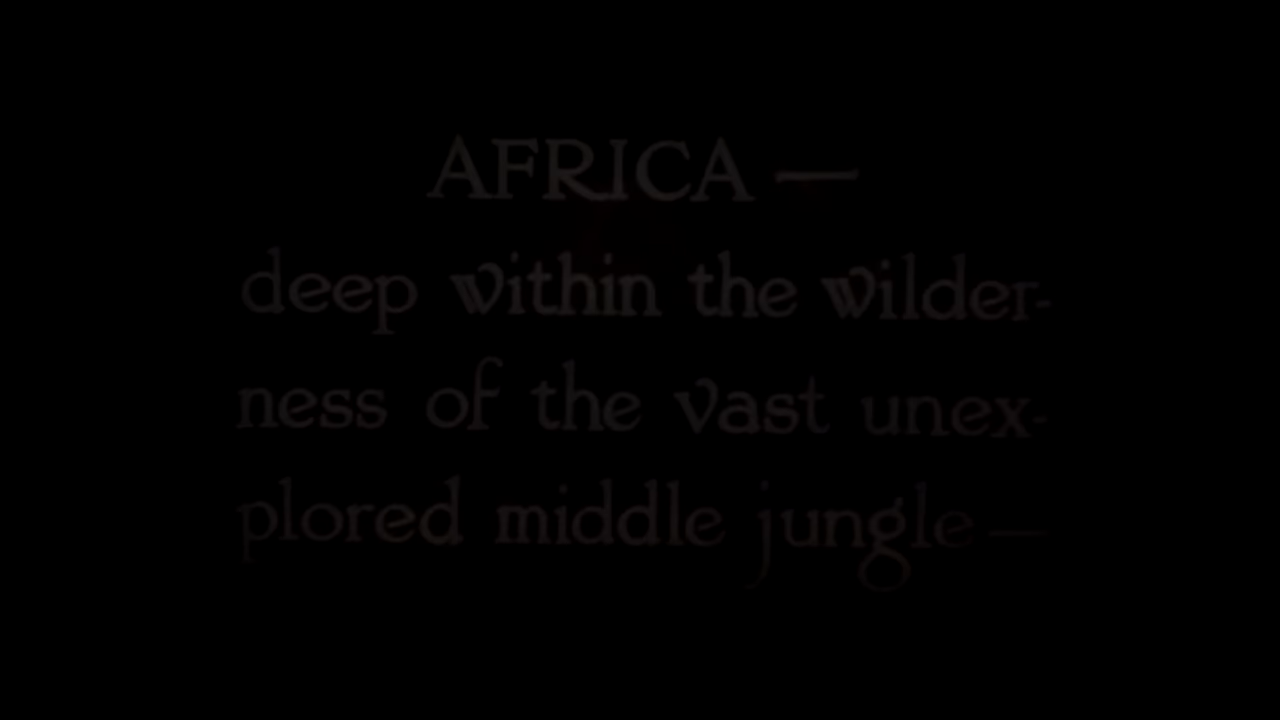 AFRICA —
deep within the wilder-
ness of the vast unex-
plored middle jungle —